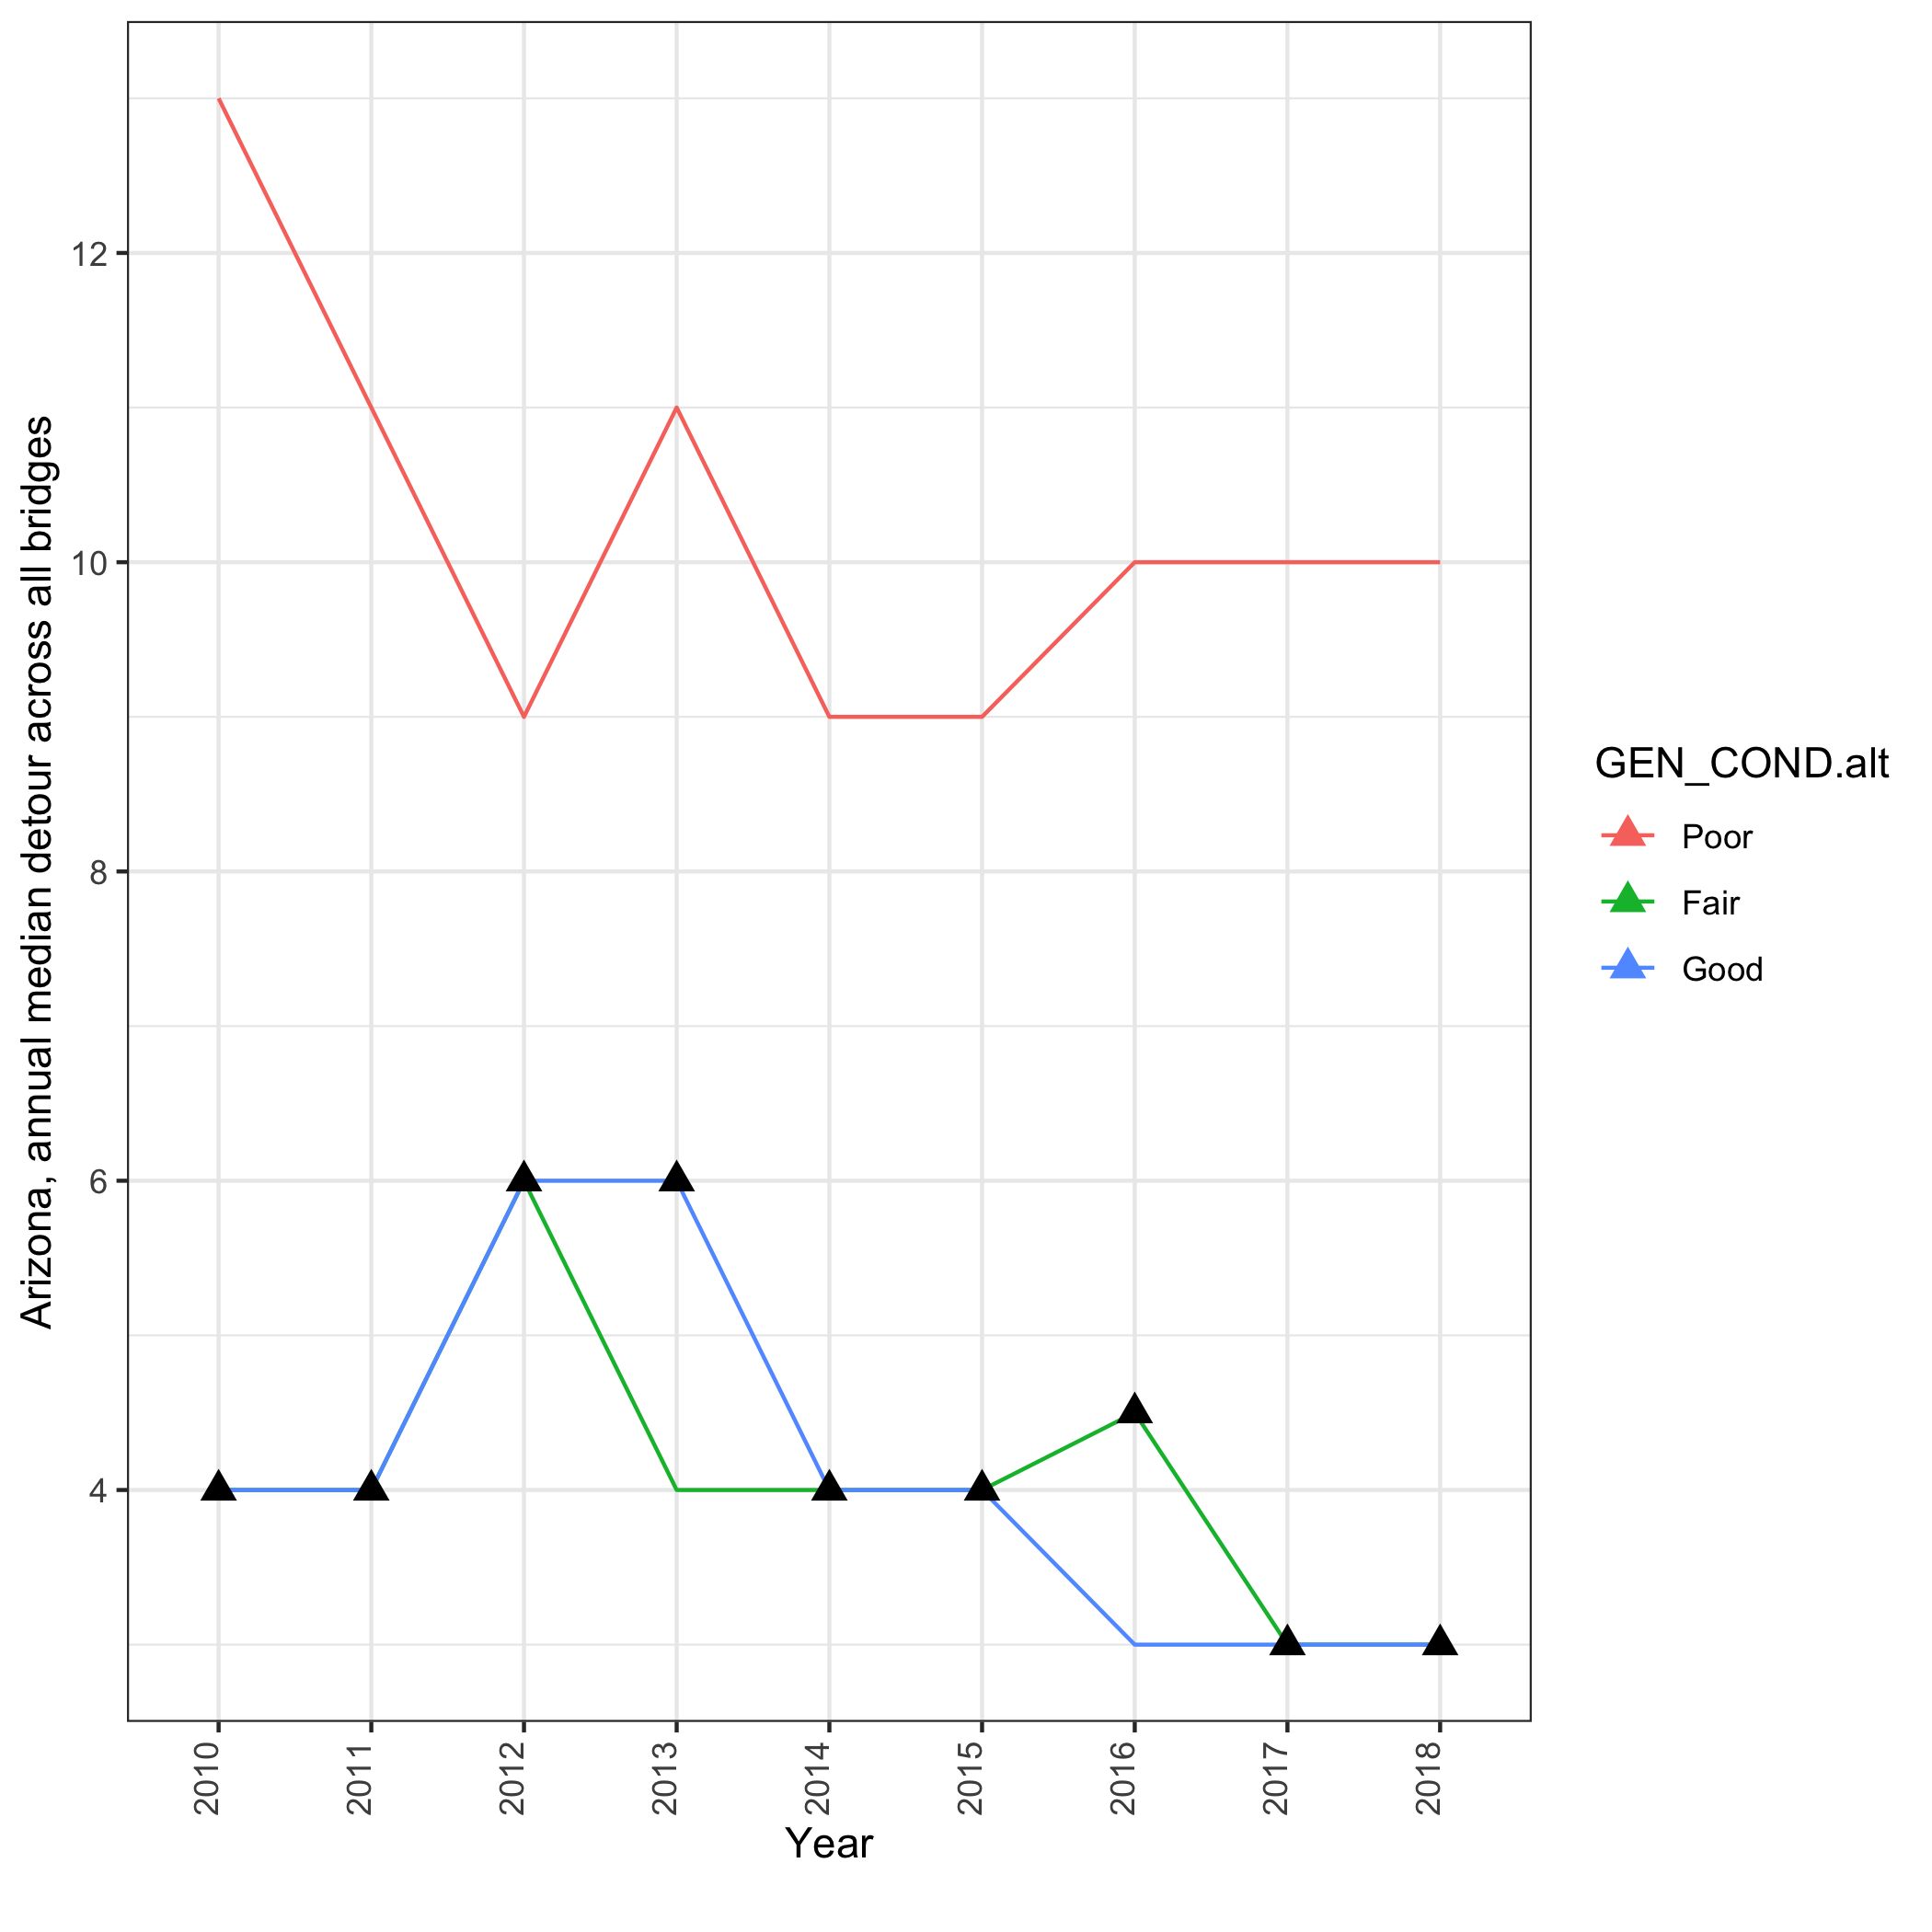 Arizona, annual median detour across all bridges
12
10
8
6
4
2010
2011
2012
2013
2014
2015
2016
2017
2018
Year
GEN_COND.alt
Poor
Fair
Good